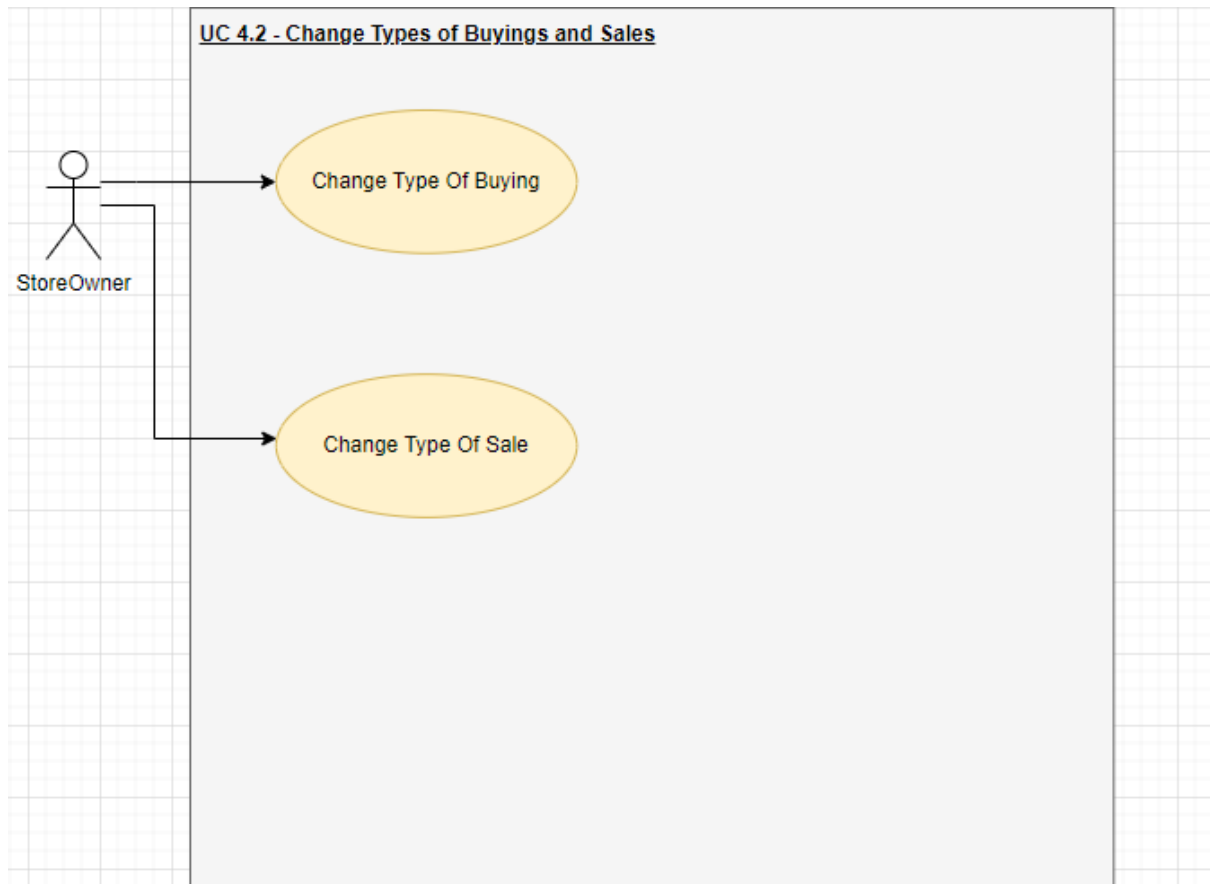 UC 4.2 - Change Types of Buyings and Sales
Change Type Of Buying
StoreOwner
Change Type Of Sale